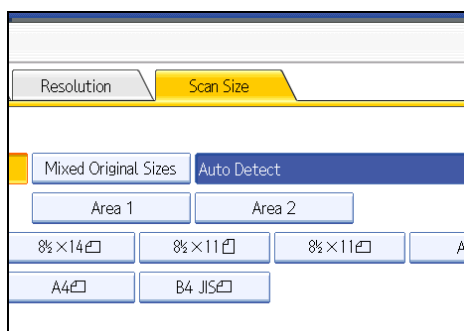 Resolution Scan Size
Mixed Original Sizes Auto Detect
Area 1 Area 2
8½×14 8½×11 8½×11 A
A4 B4 JIS